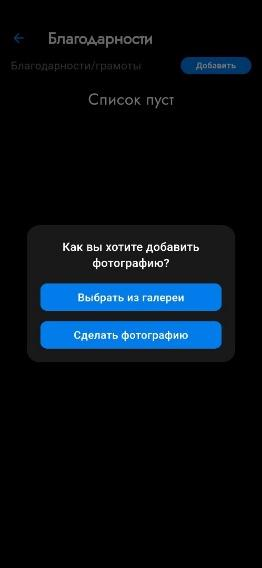 Благодарности
Благодарности/грамоты
Добавить
Список пуст
Как вы хотите добавить
фотографию?
Выбрать из галереи
Сделать фотографию